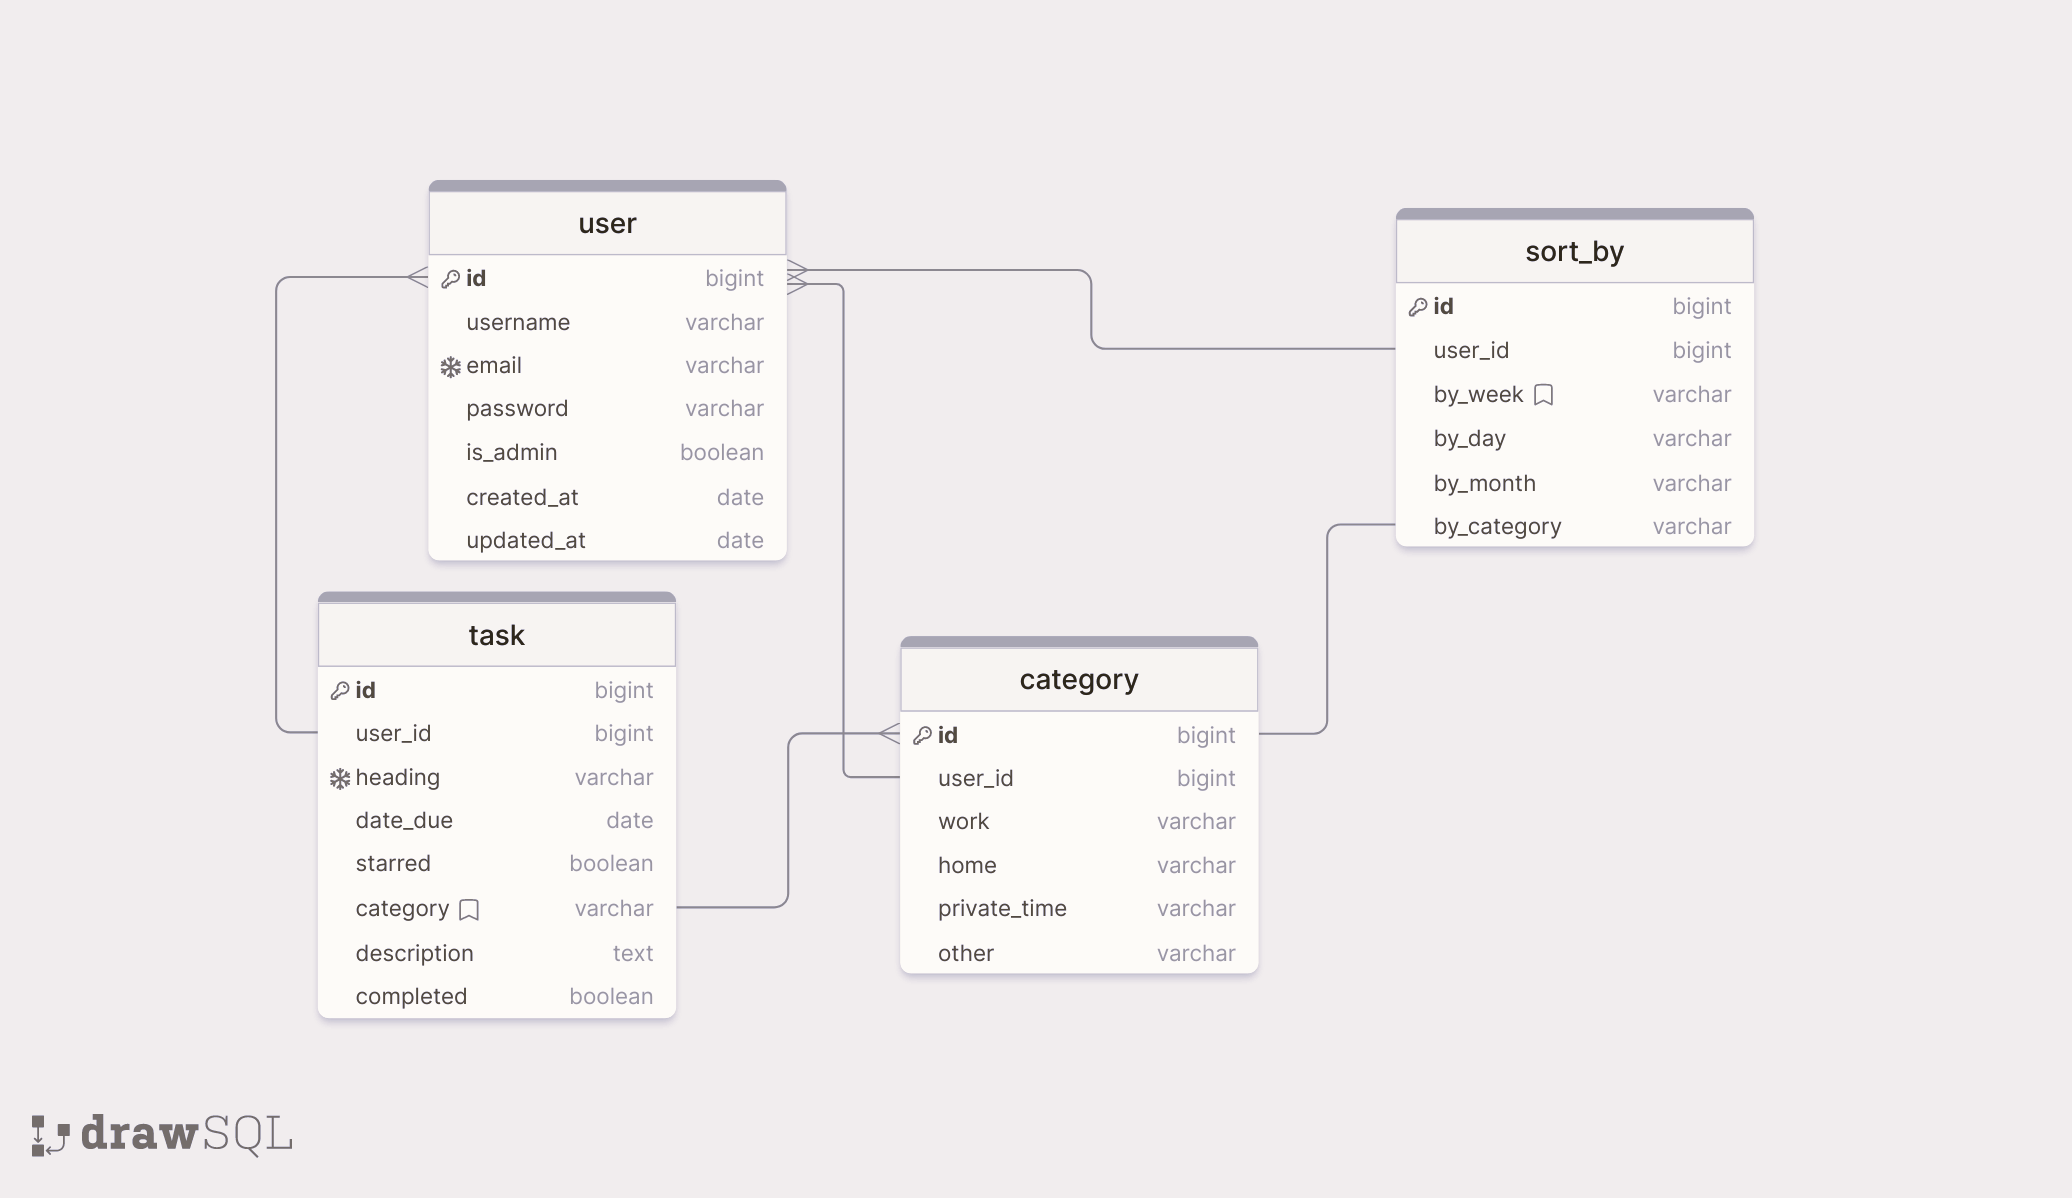 user
id bigint
username varchar
email varchar
password varchar
is_admin boolean
created_at date
updated_at date
sort_by
id bigint
user_id bigint
by_week varchar
by_day varchar
by_month varchar
by_category varchar
task
id bigint
user_id bigint
heading varchar
date_due date
starred boolean
category varchar
description text
completed boolean
category
id bigint
user_id bigint
work varchar
home varchar
private_time varchar
other varchar
drawSQL